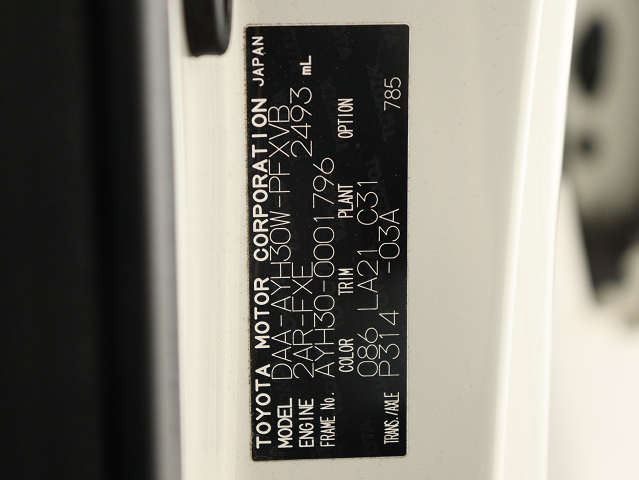 TOYOTA MOTOR CORPORATION JAPAN
MODEL DAA-AYH30W-PFXVB
ENGINE 2AR-FXE 2493 mL
FRAME No. AYH30-0001796
COLOR TRIM PLANT OPTION
086 LA21 C31 785
TRANS./AXLE P314 -03A